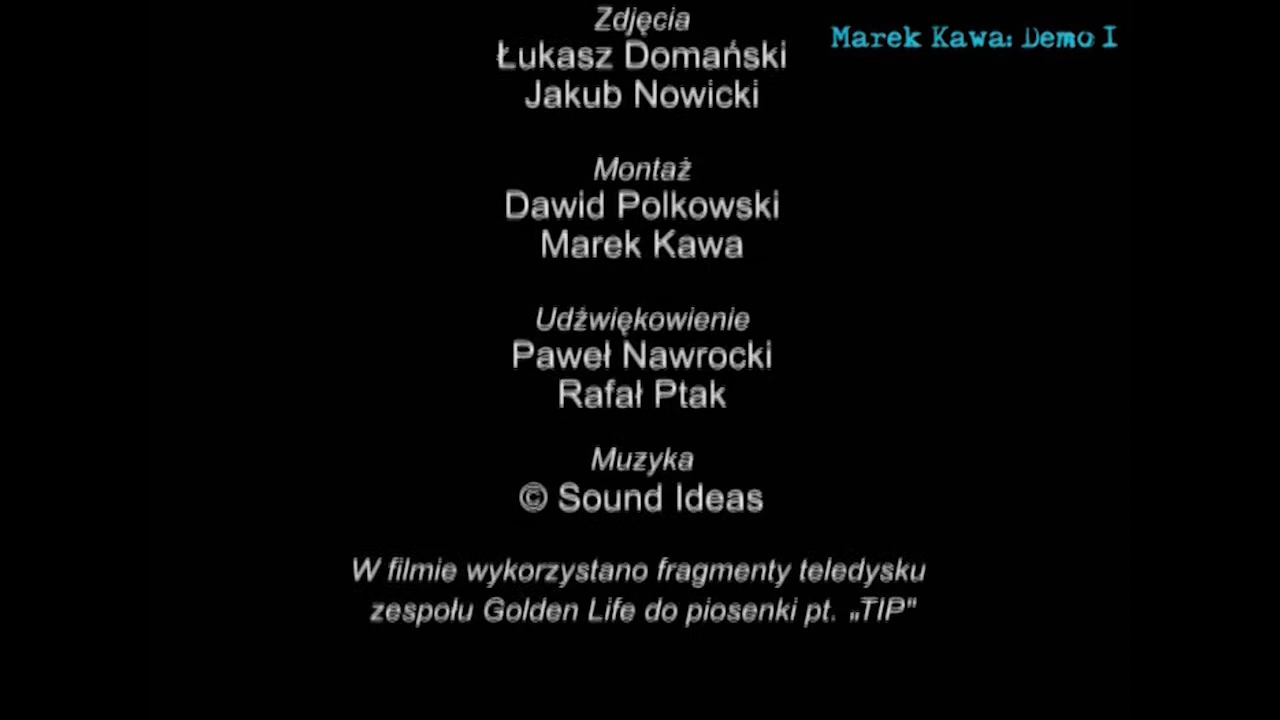 Zdjęcia
Łukasz Domański
Jakub Nowicki
Marek Kawa: Demo I
Montaż
Dawid Polkowski
Marek Kawa
Udźwiękowienie
Paweł Nawrocki
Rafał Ptak
Muzyka
© Sound Ideas
W filmie wykorzystano fragmenty teledysku
zespołu Golden Life do piosenki pt. „TIP"